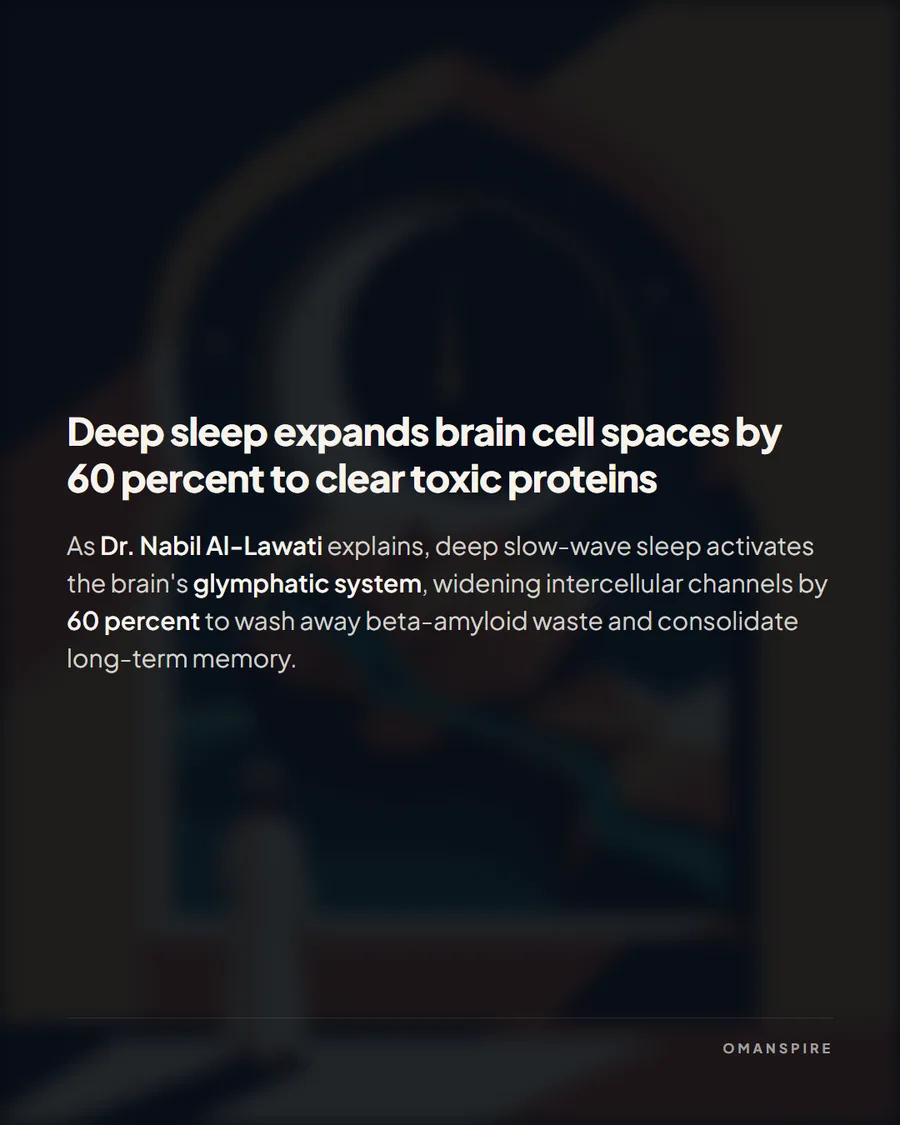 Deep sleep expands brain cell spaces by
60 percent to clear toxic proteins
As Dr. Nabil Al-Lawati explains, deep slow-wave sleep activates
the brain's glymphatic system, widening intercellular channels by
60 percent to wash away beta-amyloid waste and consolidate
long-term memory.
OMANSPIRE